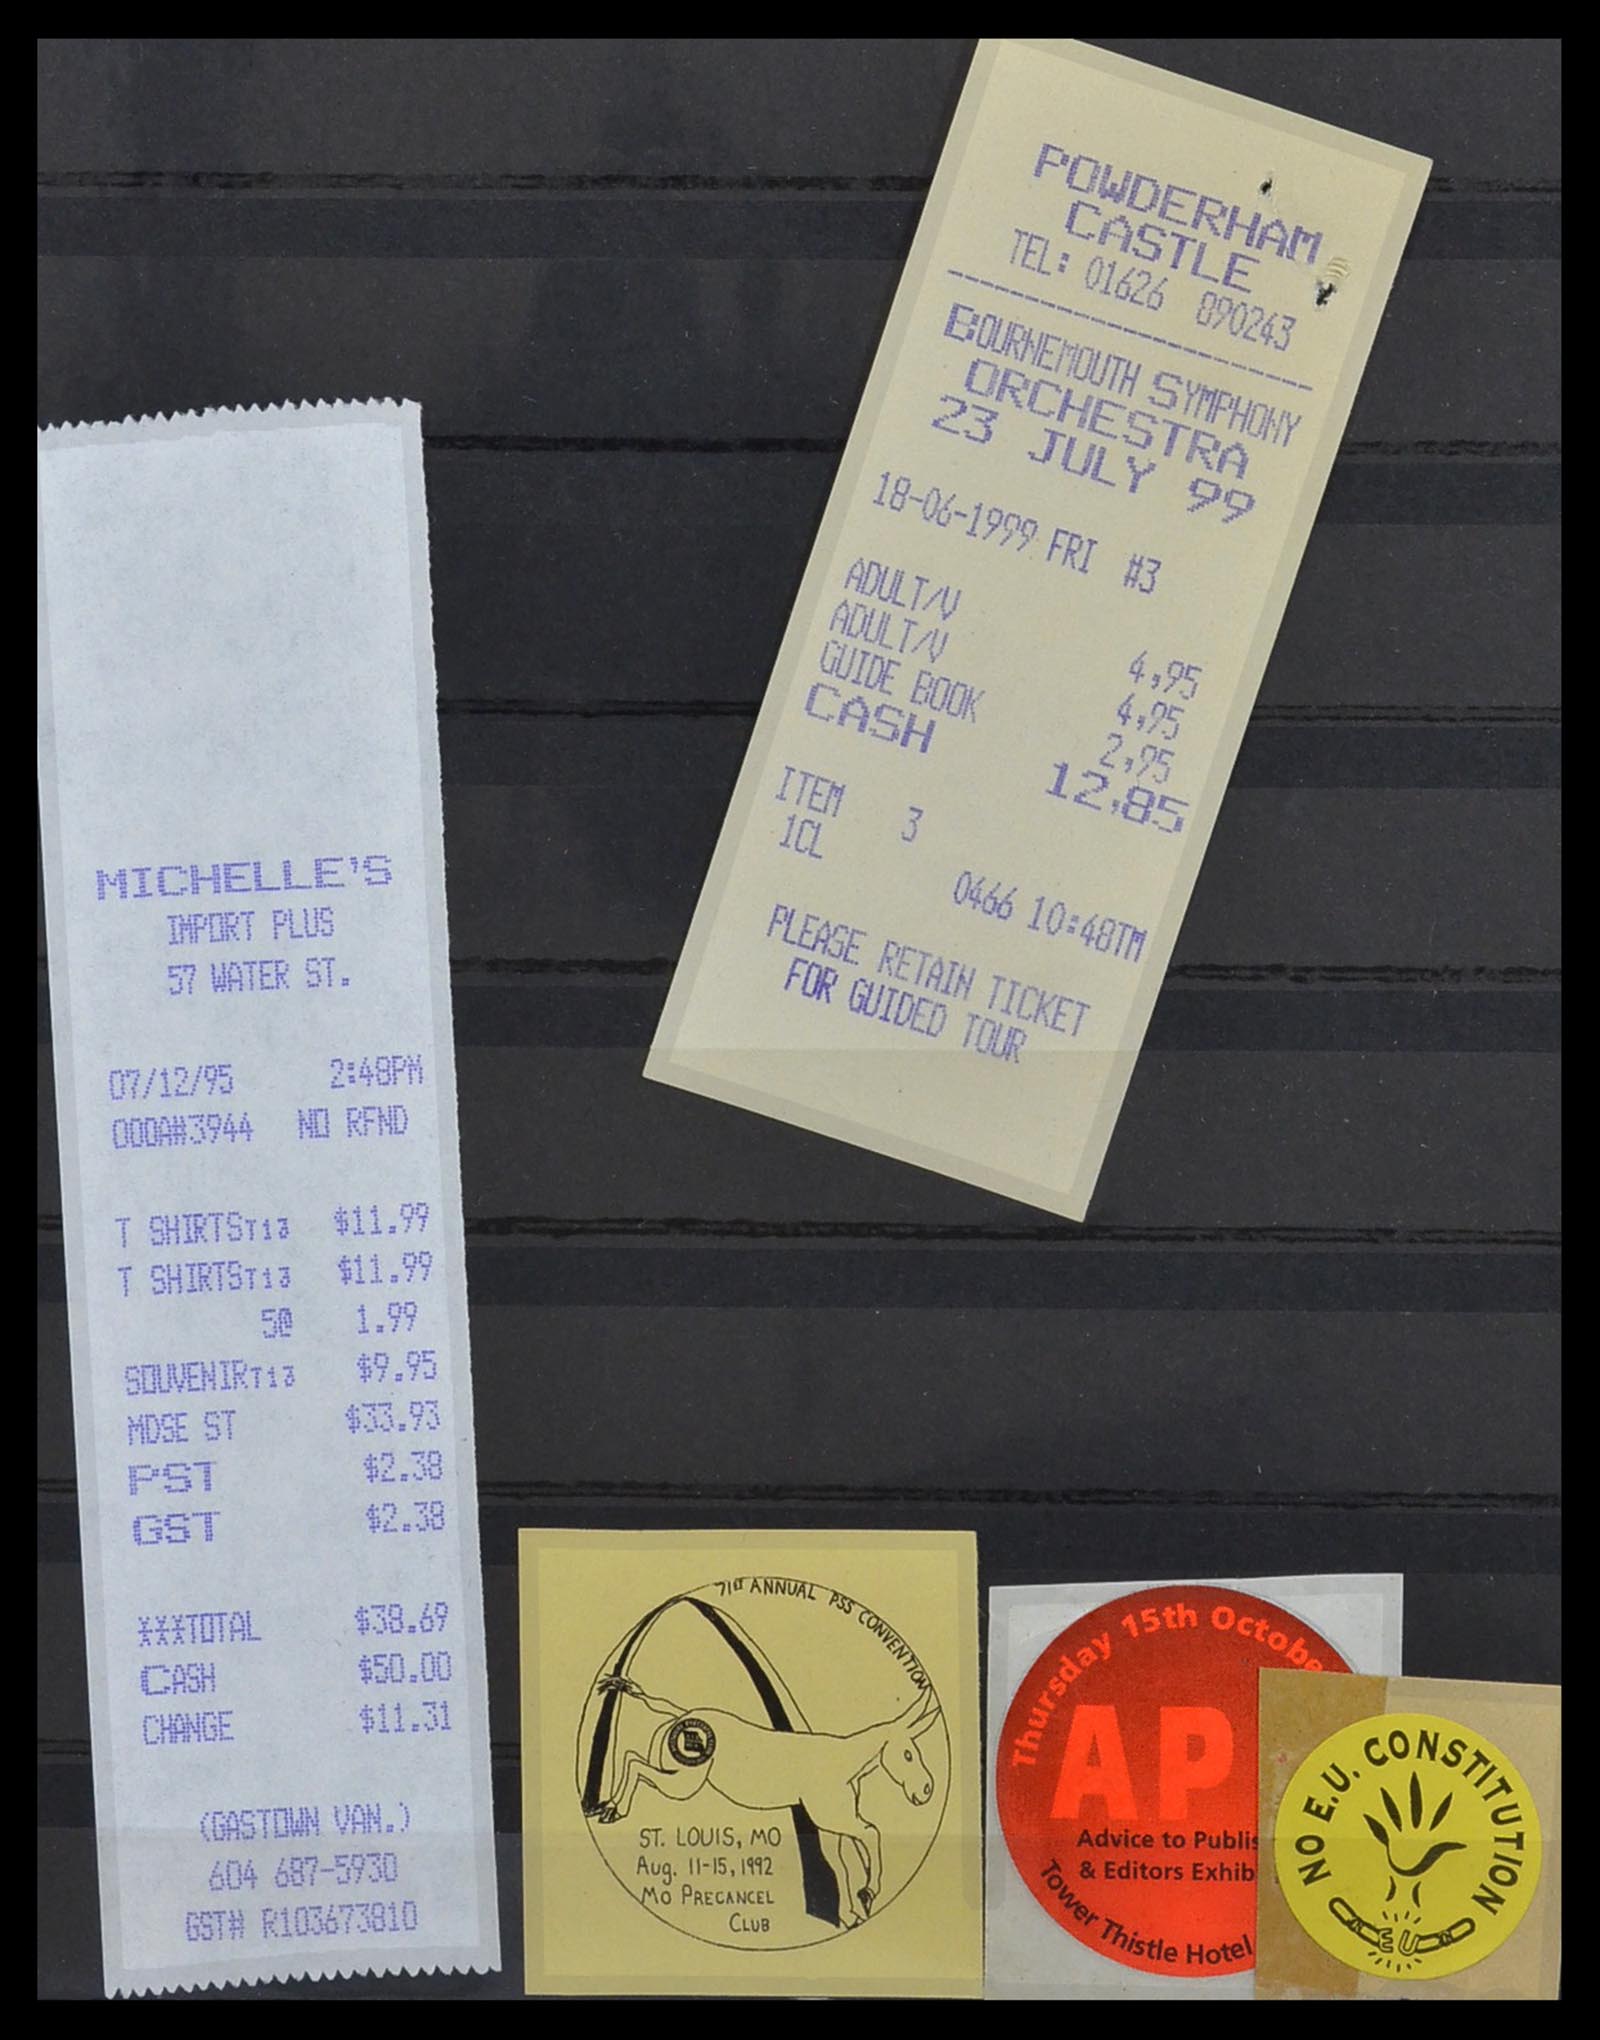 POWDERHAM
CASTLE
TEL: 01626 890243
BOURNEMOUTH SYMPHONY
ORCHESTRA
23 JULY 99
18-06-1999 FRI #3
ADULT/V 4,95
ADULT/V 4,95
GUIDE BOOK 2,95
CASH 12,85
ITEM 3
1CL
0466 10:48TM
PLEASE RETAIN TICKET
FOR GUIDED TOUR
MICHELLE'S
IMPORT PLUS
57 WATER ST.
07/12/95 2:48PM
000A#3944 NO RFND
T SHIRTST13 $11.99
T SHIRTST13 $11.99
5@ 1.99
SOUVENIRT13 $9.95
MDSE ST $33.93
PST $2.38
GST $2.38
***TOTAL $38.69
CASH $50.00
CHANGE $11.31
(GASTOWN VAN.)
604 687-5930
GST# R103673810
71ST ANNUAL PSS CONVENTION
ST. LOUIS, MO
Aug. 11-15, 1992
MO PRECANCEL
CLUB
Thursday 15th Octobe
AP
Advice to Publis
& Editors Exhib
Tower Thistle Hotel
NO E.U. CONSTITUTION
EU